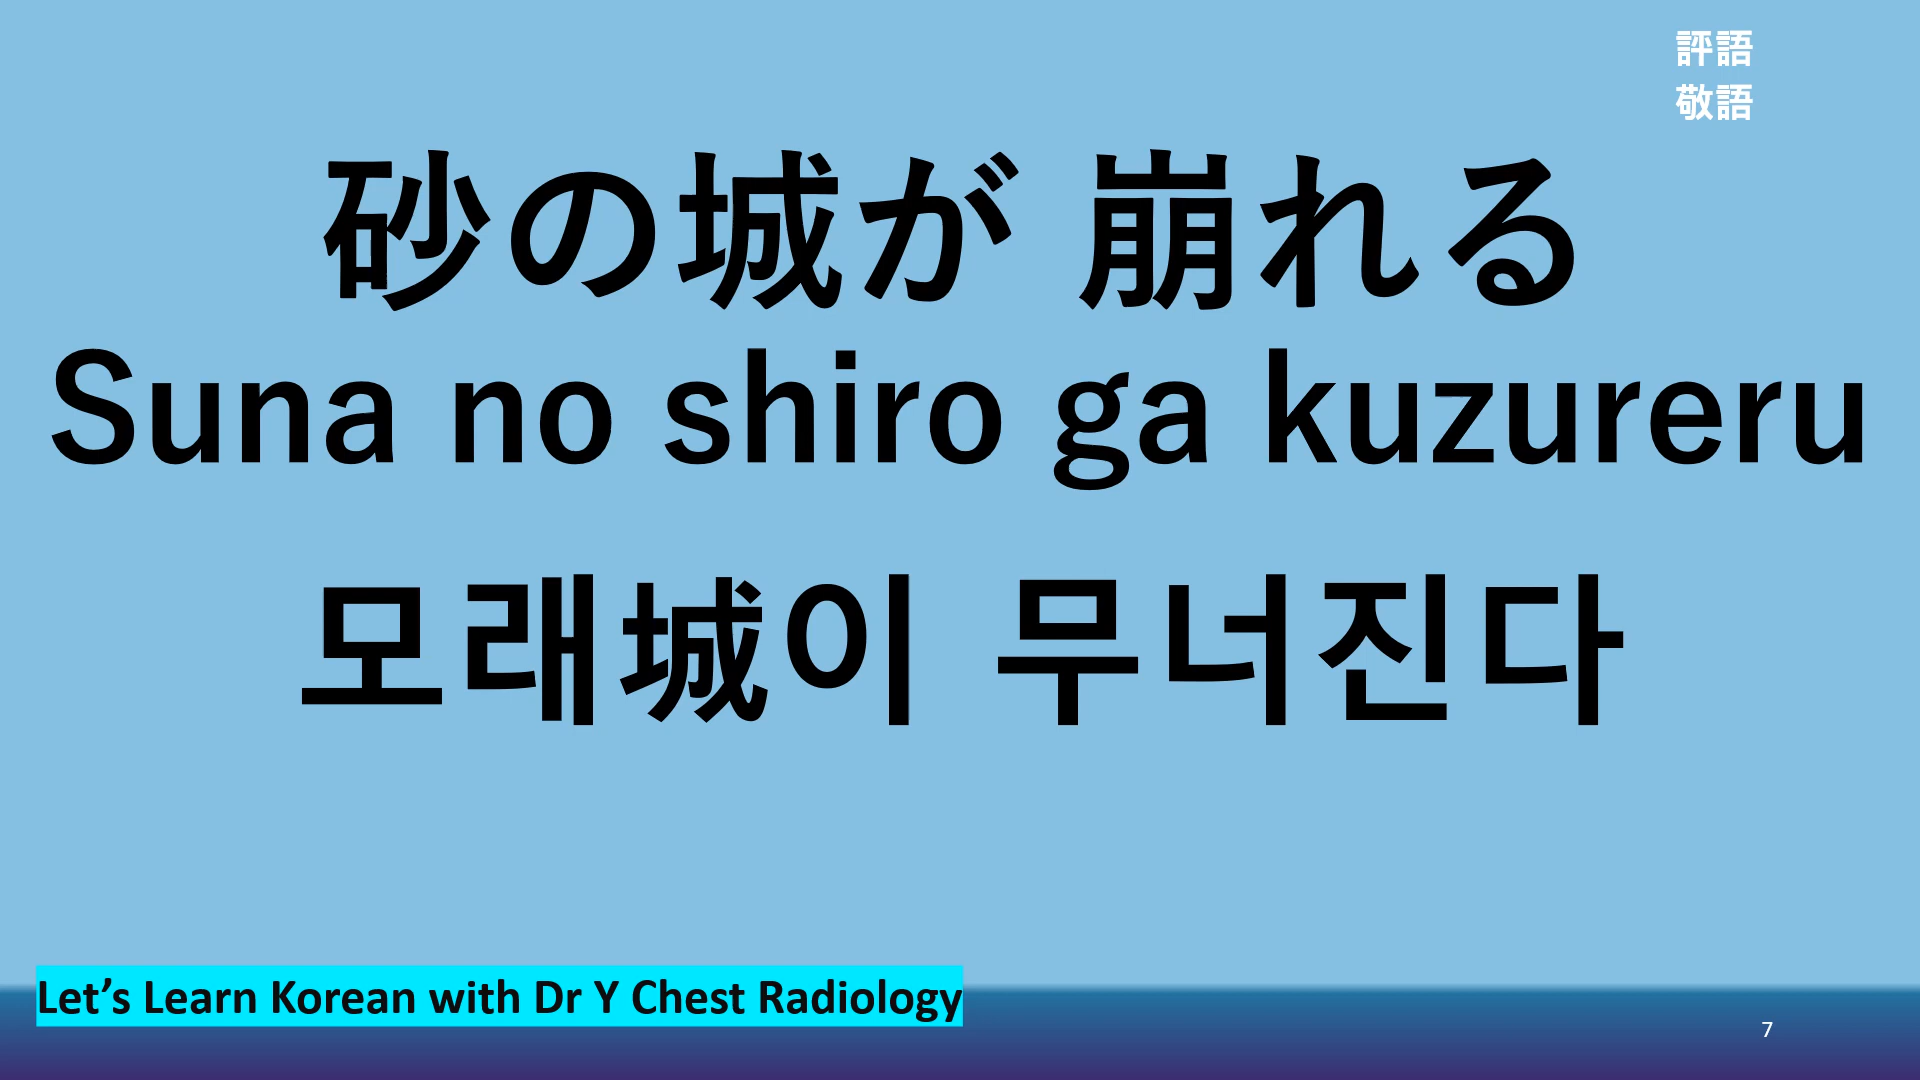 評語
敬語
砂の城が 崩れる
Suna no shiro ga kuzureru
모래城이 무너진다
Let’s Learn Korean with Dr Y Chest Radiology
7